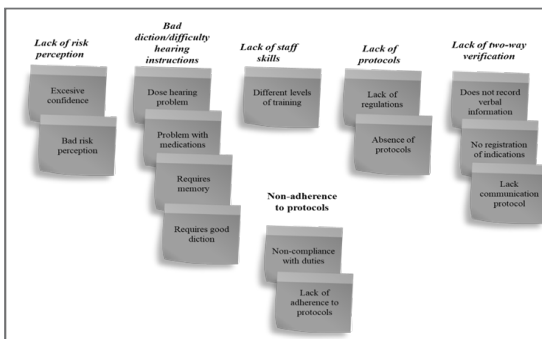 Lack of risk
perception
Excesive
confidence
Bad risk
perception
Bad
diction/difficulty
hearing
instructions
Dose hearing
problem
Problem with
medications
Requires
memory
Requires good
diction
Lack of staff
skills
Different levels
of training
Non-adherence
to protocols
Non-compliance
with duties
Lack of
adherence to
protocols
Lack of
protocols
Lack of
regulations
Absence of
protocols
Lack of two-way
verification
Does not record
verbal
information
No registration
of indications
Lack
communication
protocol